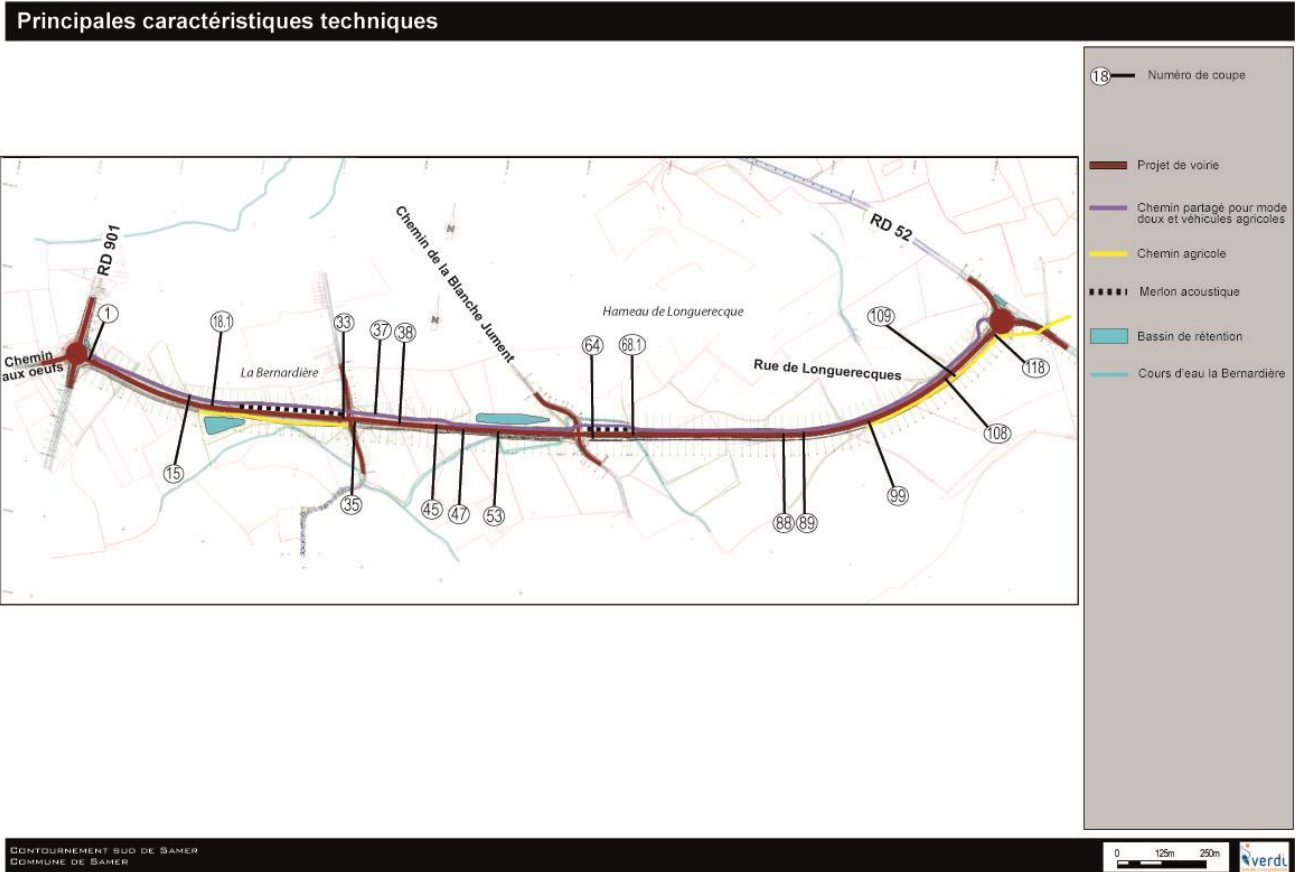 Principales caractéristiques techniques
18
Numéro de coupe
Projet de voirie
Chemin partagé pour mode
doux et véhicules agricoles
Chemin agricole
Merlon acoustique
Bassin de rétention
Cours d'eau la Bernardière
RD 901
Chemin de la Blanche Jument
RD 52
1
18.1
33
37
38
Hameau de Longuerecque
109
64
68.1
Chemin
aux oeufs
La Bernardière
Rue de Longuerecques
118
15
35
45
47
53
88
89
99
108
CONTOURNEMENT SUD DE SAMER
COMMUNE DE SAMER
0 125m 250m
verdi